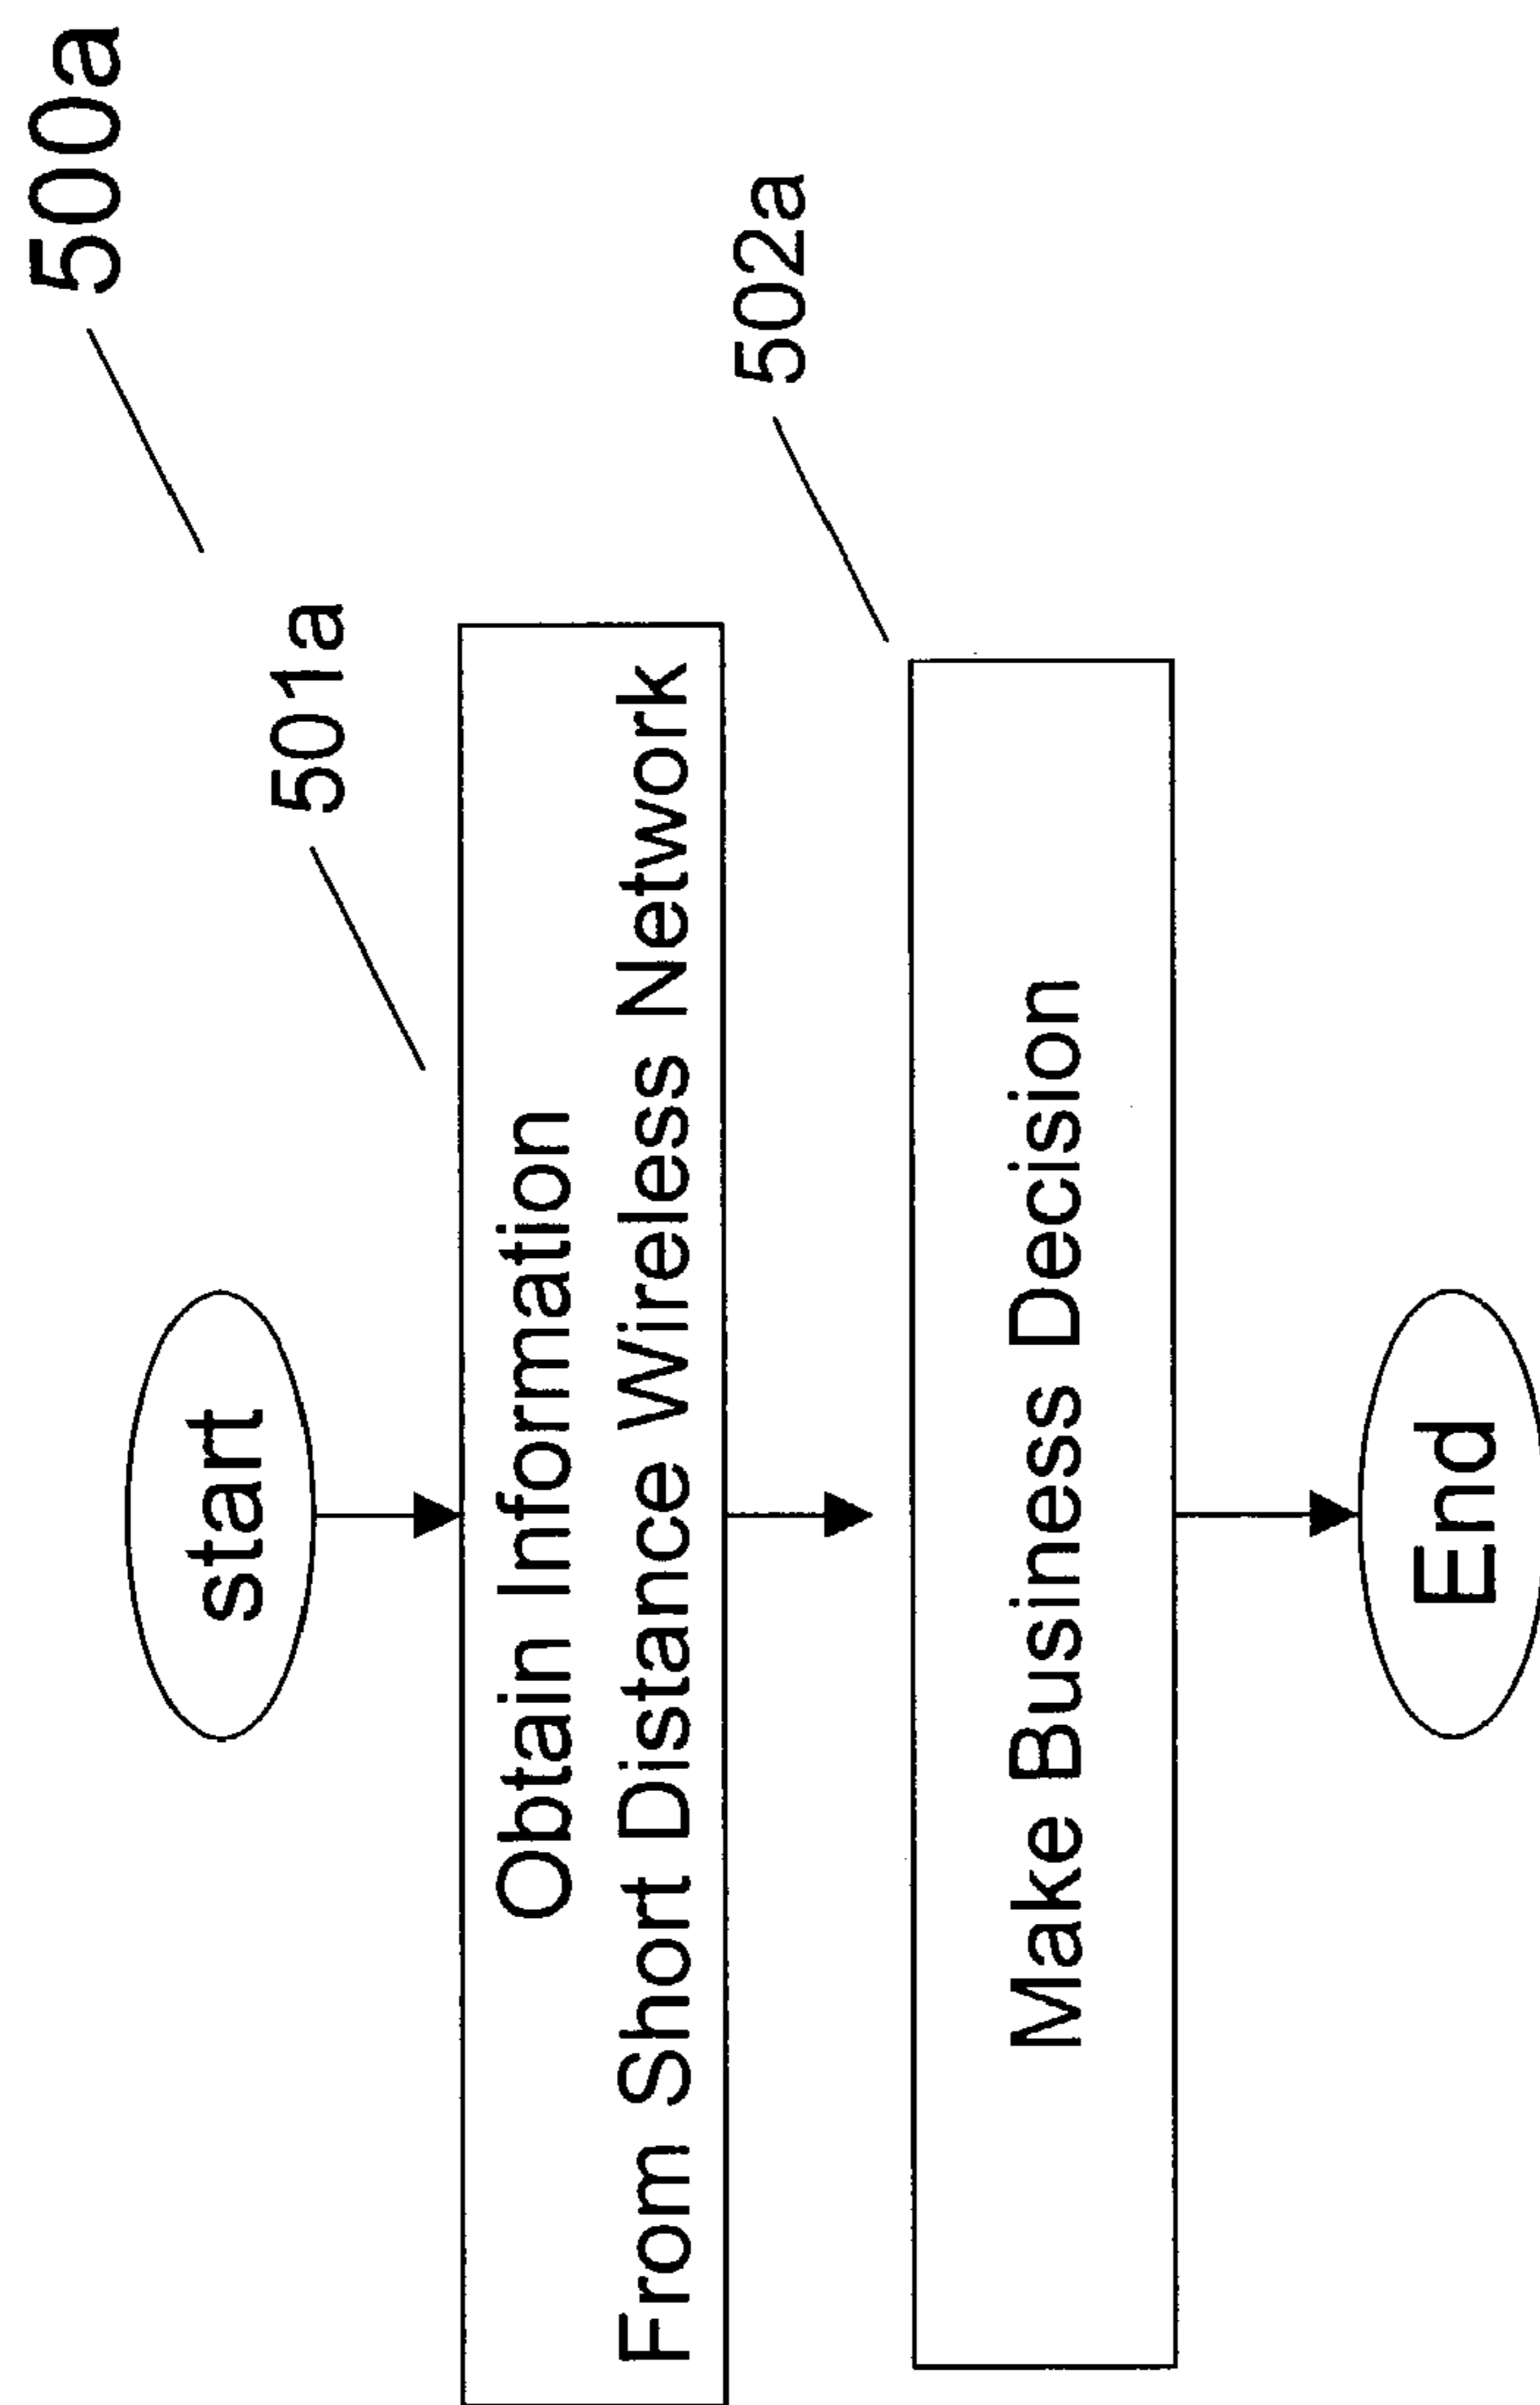 500a
start
501a
Obtain Information
From Short Distance Wireless Network
502a
Make Business Decision
End